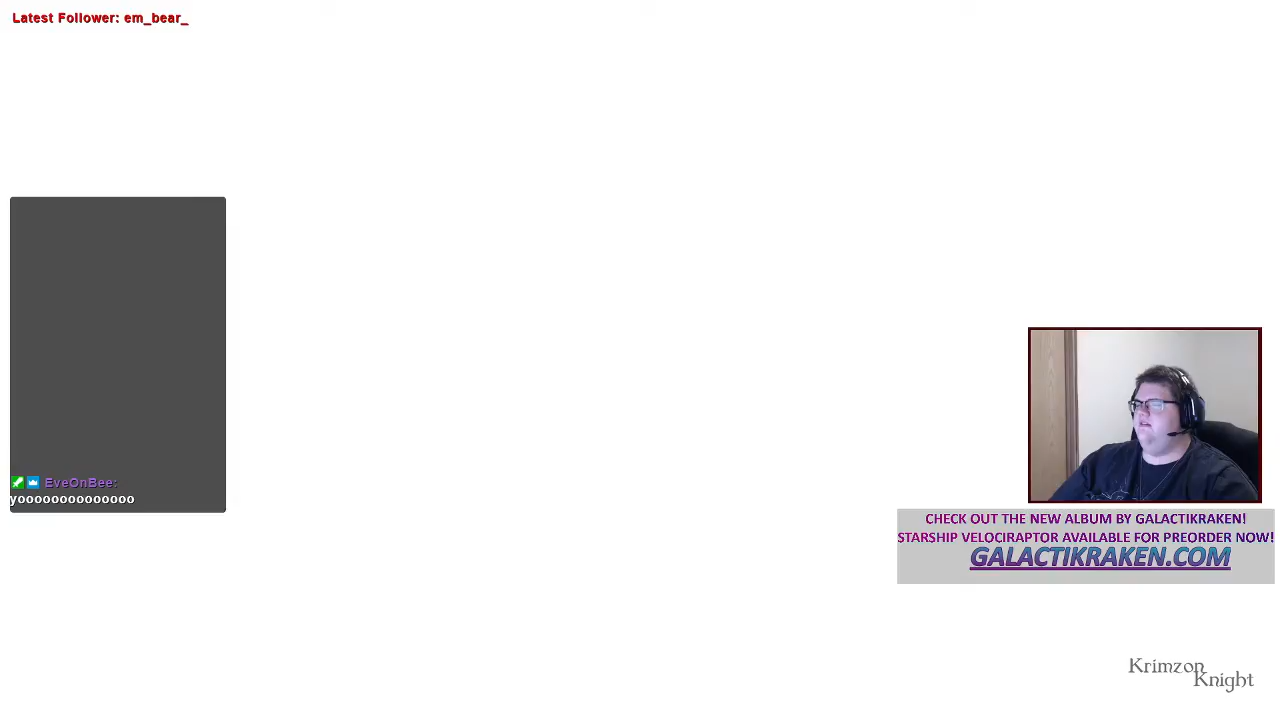 Latest Follower: em_bear_
EveOnBee:
yoooooooooooooo
CHECK OUT THE NEW ALBUM BY GALACTIKRAKEN!
STARSHIP VELOCIRAPTOR AVAILABLE FOR PREORDER NOW!
GALACTIKRAKEN.COM
Krimzon
Knight